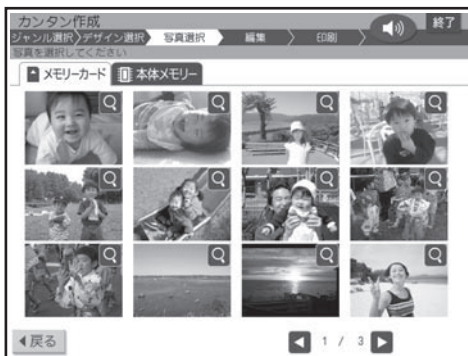 カンタン作成
終了
ジャンル選択 デザイン選択 写真選択 編集 印刷
写真を選択してください
メモリーカード 本体メモリー
戻る
1 / 3